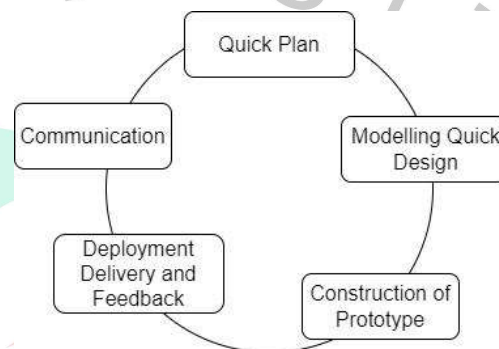 Quick Plan
Communication
Modelling Quick
Design
Deployment
Delivery and
Feedback
Construction of
Prototype